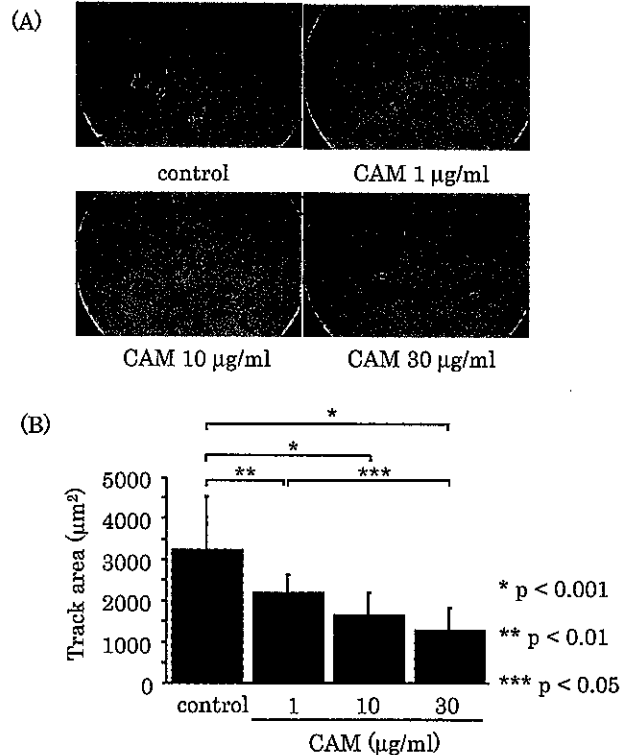 (A)
control
CAM 1 µg/ml
CAM 10 µg/ml
CAM 30 µg/ml
(B)
*
*
**
***
Track area (µm²)
5000
4000
3000
2000
1000
0
control
1
10
30
CAM (µg/ml)
* p < 0.001
** p < 0.01
*** p < 0.05